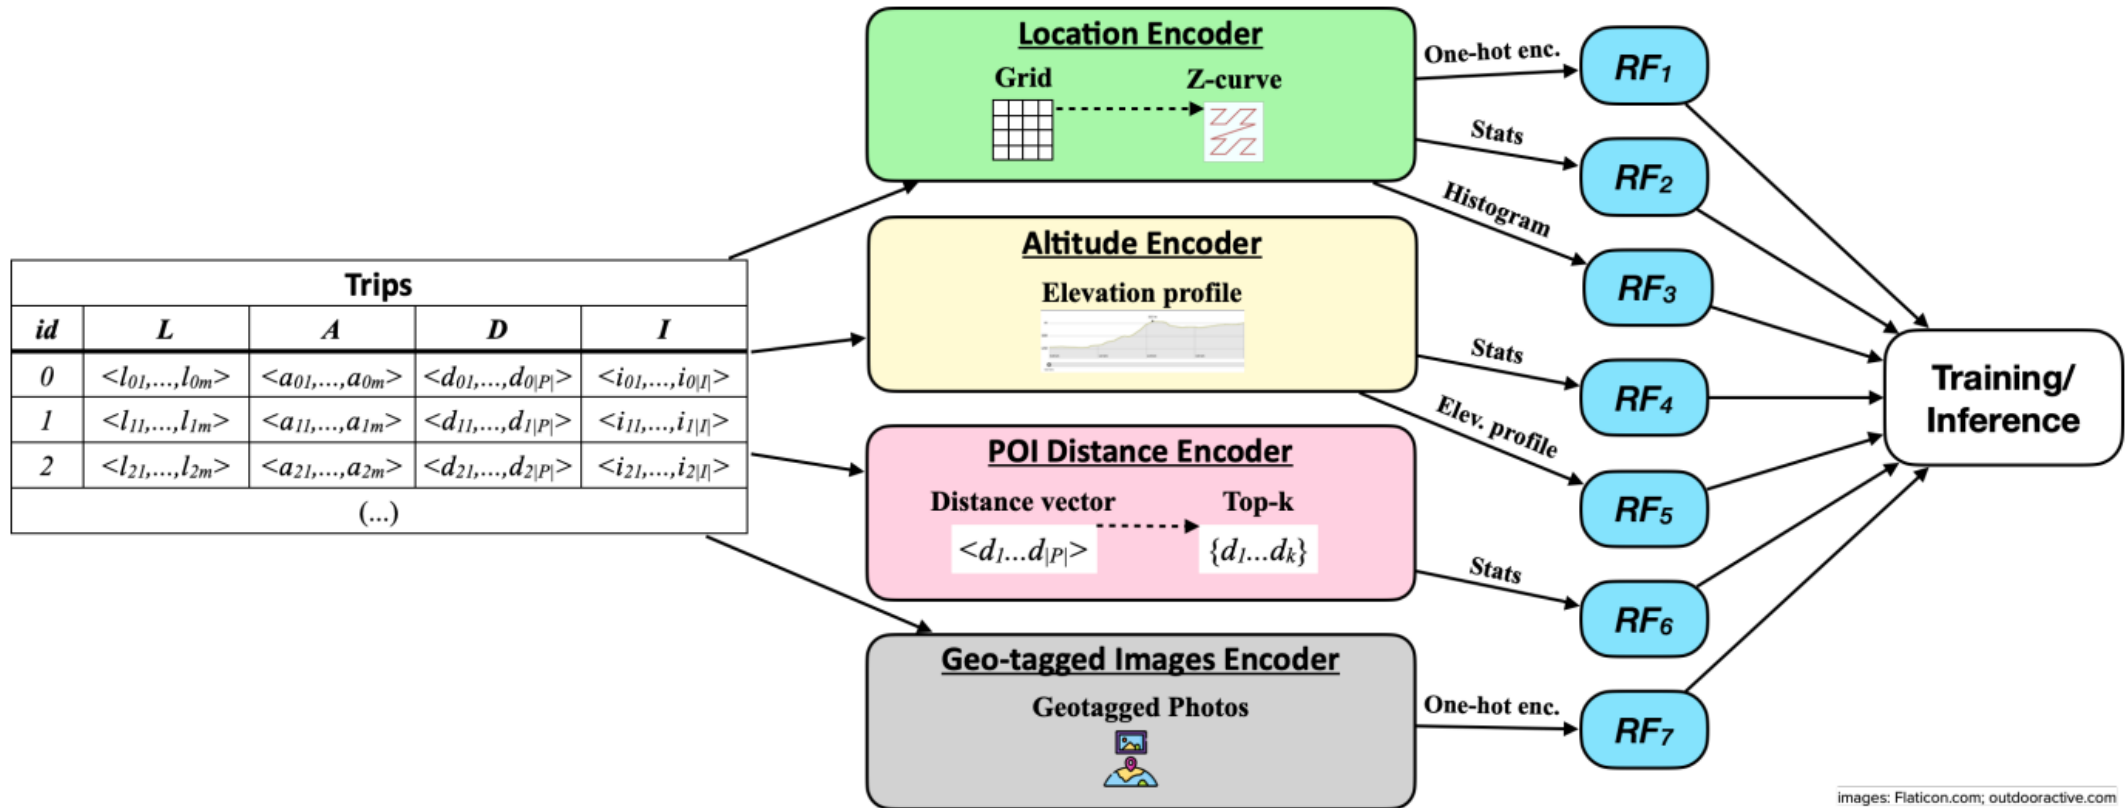 Trips
id L A D I
0 <l01,...,l0m> <a01,...,a0m> <d01,...,d0|P|> <i01,...,i0|I|>
1 <l11,...,l1m> <a11,...,a1m> <d11,...,d1|P|> <i11,...,i1|I|>
2 <l21,...,l2m> <a21,...,a2m> <d21,...,d2|P|> <i21,...,i2|I|>
(...)
Location Encoder
Grid Z-curve
Altitude Encoder
Elevation profile
POI Distance Encoder
Distance vector Top-k
<d1...d|P|> {d1...dk}
Geo-tagged Images Encoder
Geotagged Photos
One-hot enc.
Stats
Histogram
Stats
Elev. profile
Stats
One-hot enc.
RF1
RF2
RF3
RF4
RF5
RF6
RF7
Training/
Inference
images: Flaticon.com; outdooractive.com